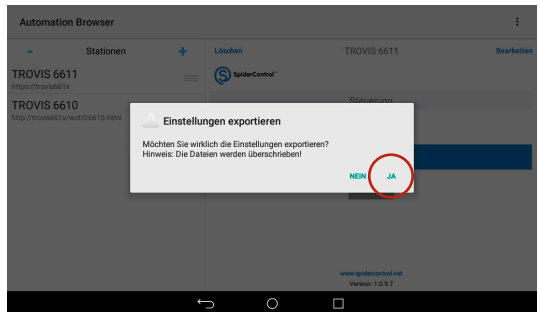 Automation Browser
- Stationen +
Löschen TROVIS 6611 Bearbeiten
TROVIS 6611
https://trovis661x
SpiderControl™
TROVIS 6610
http://trovis661x/wctrl/6610.html
Steuerung
Einstellungen exportieren
Möchten Sie wirklich die Einstellungen exportieren?
Hinweis: Die Dateien werden überschrieben!
NEIN JA
www.spidercontrol.net
Version: 1.0.9.7